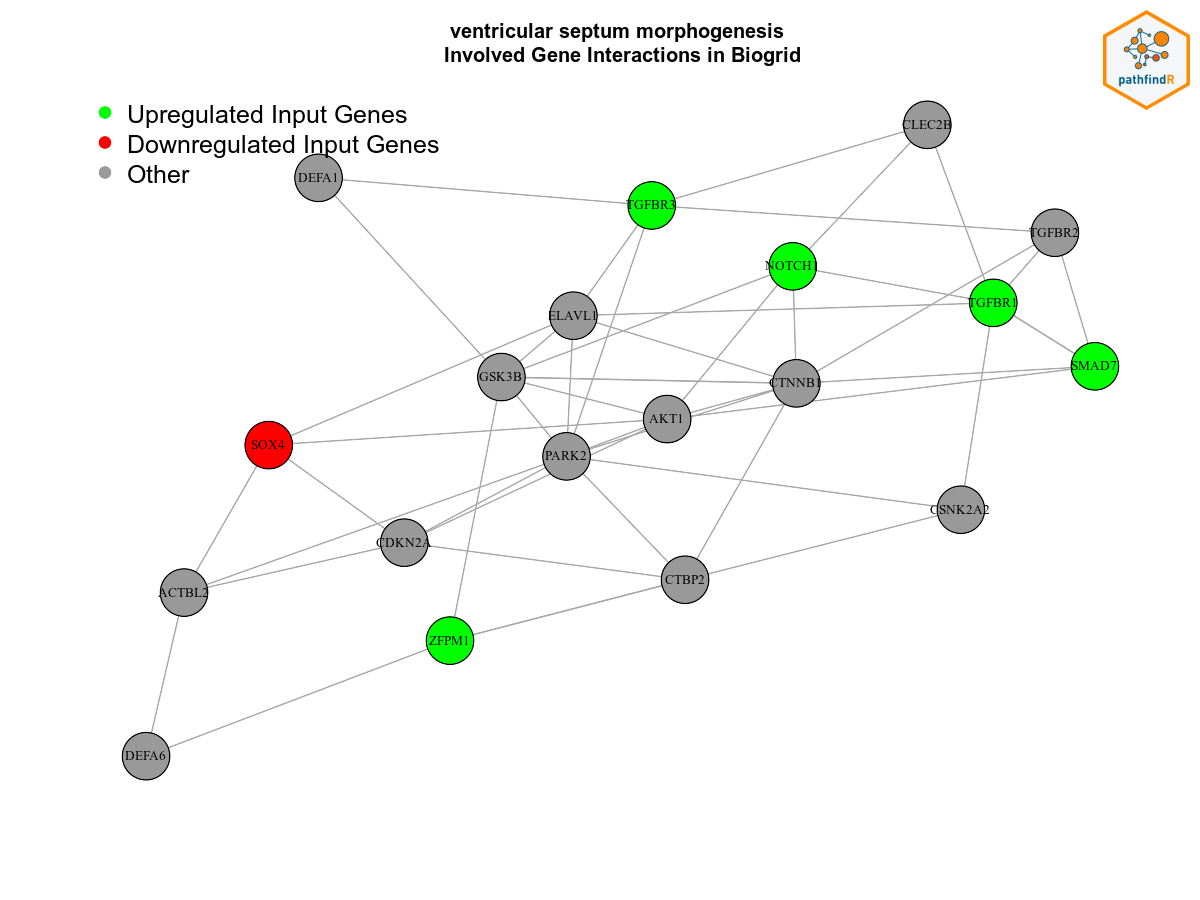 ventricular septum morphogenesis
Involved Gene Interactions in Biogrid
pathfindR
Upregulated Input Genes
Downregulated Input Genes
Other
CLEC2B
DEFA1
TGFBR3
TGFBR2
NOTCH1
TGFBR1
ELAVL1
SMAD7
GSK3B
CTNNB1
AKT1
SOX4
PARK2
CSNK2A2
CDKN2A
CTBP2
ACTBL2
ZFPM1
DEFA6